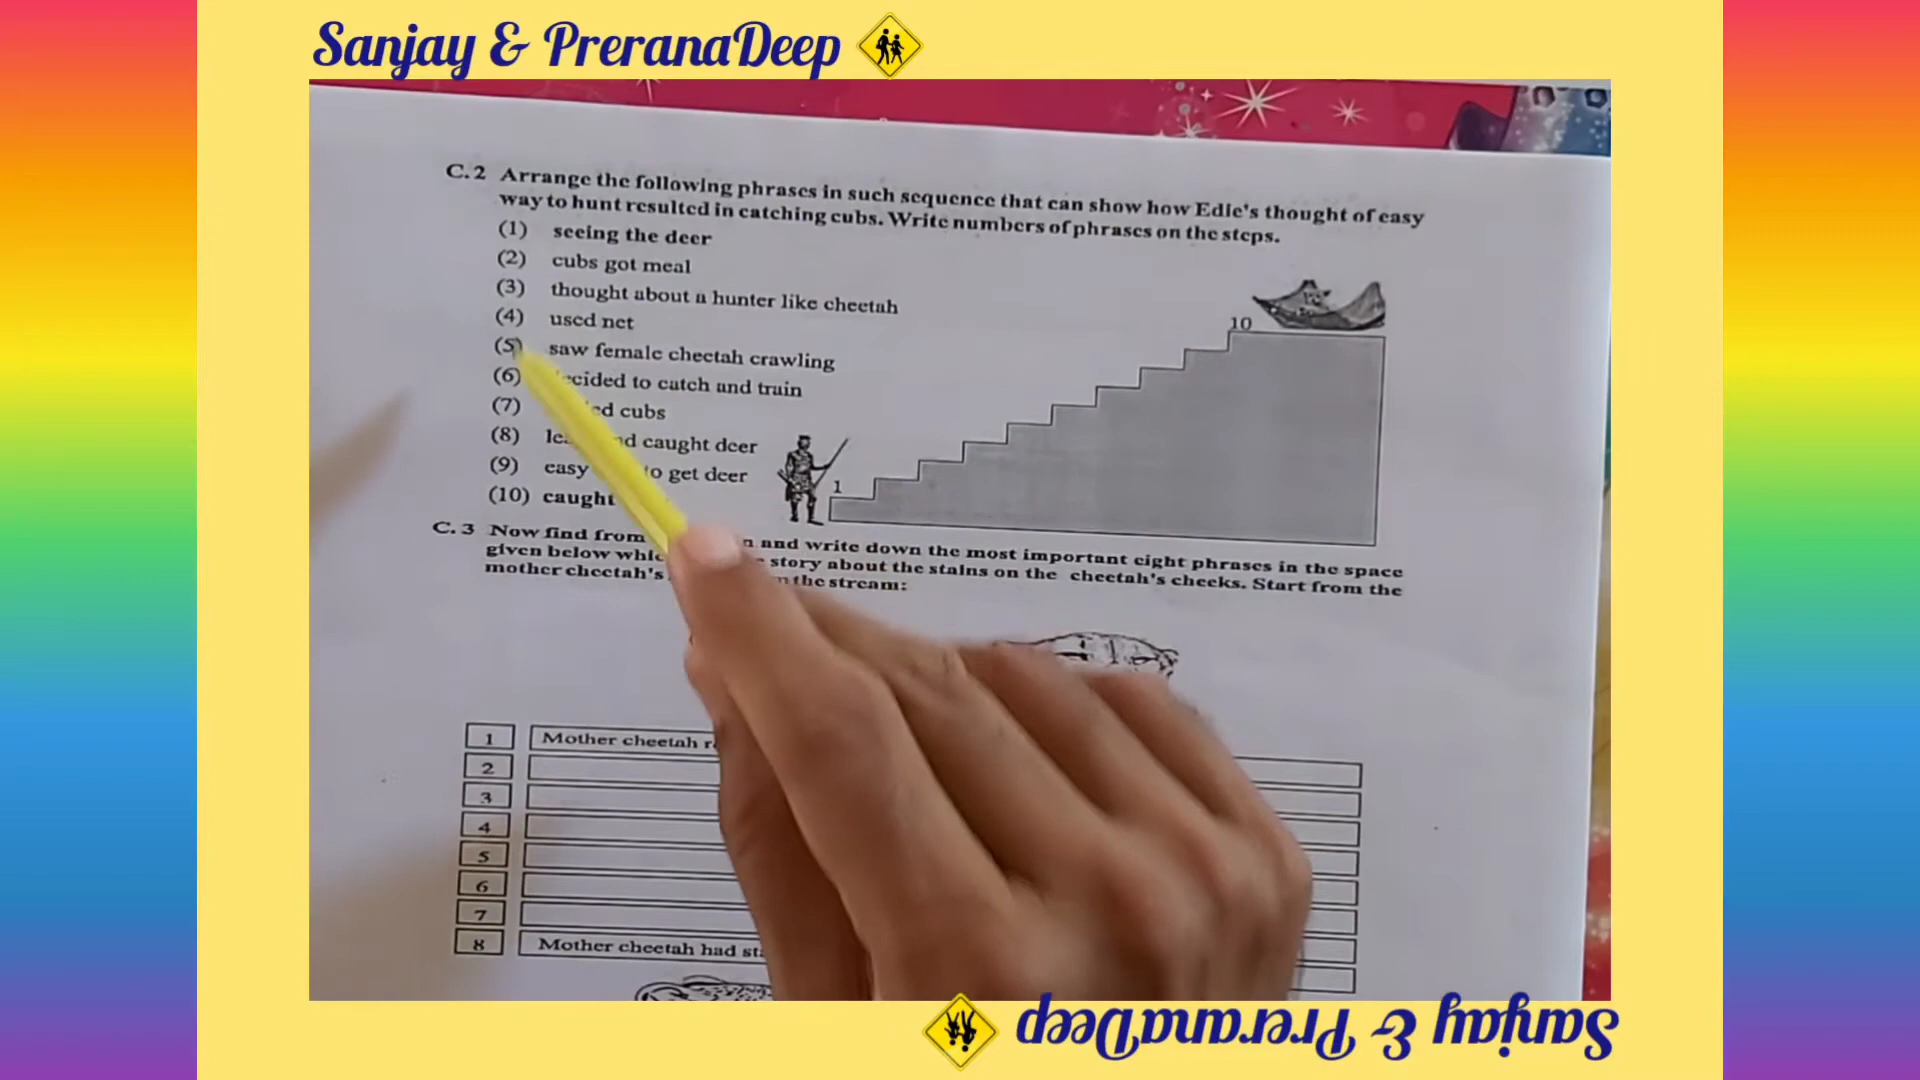 Sanjay & PreranaDeep
C.2 Arrange the following phrases in such sequence that can show how Edie's thought of easy
way to hunt resulted in catching cubs. Write numbers of phrases on the steps.
(1) seeing the deer
(2) cubs got meal
(3) thought about a hunter like cheetah
(4) used net
(5) saw female cheetah crawling
(6) decided to catch and train
(7) cubs
(8) caught deer
(9) easy to get deer
(10) caught
1
10
C.3 Now find from and write down the most important eight phrases in the space
given below story about the stains on the cheetah's cheeks. Start from the
mother cheetah's the stream:
1 Mother cheetah
2
3
4
5
6
7
8 Mother cheetah had
Sanjay & PreranaDeep